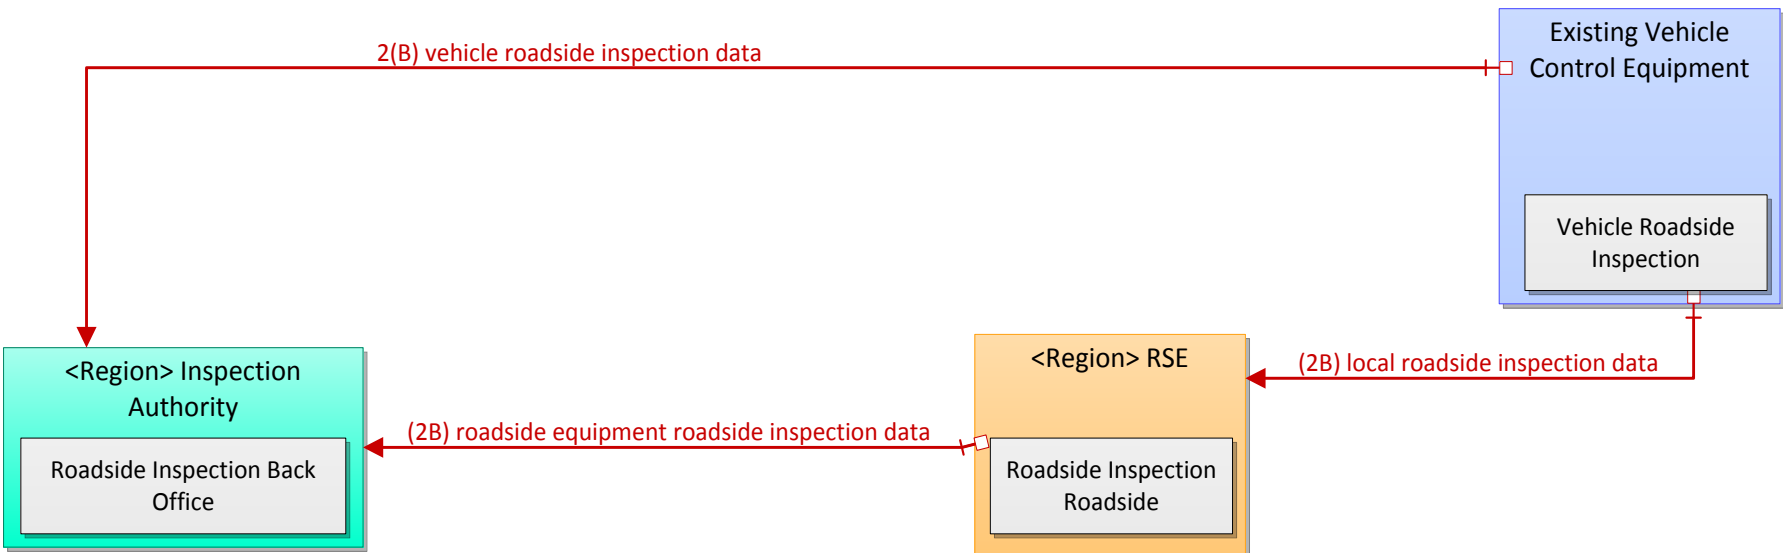 Existing Vehicle
Control Equipment
2(B) vehicle roadside inspection data
Vehicle Roadside
Inspection
<Region> Inspection
Authority
<Region> RSE
(2B) local roadside inspection data
(2B) roadside equipment roadside inspection data
Roadside Inspection Back
Office
Roadside Inspection
Roadside